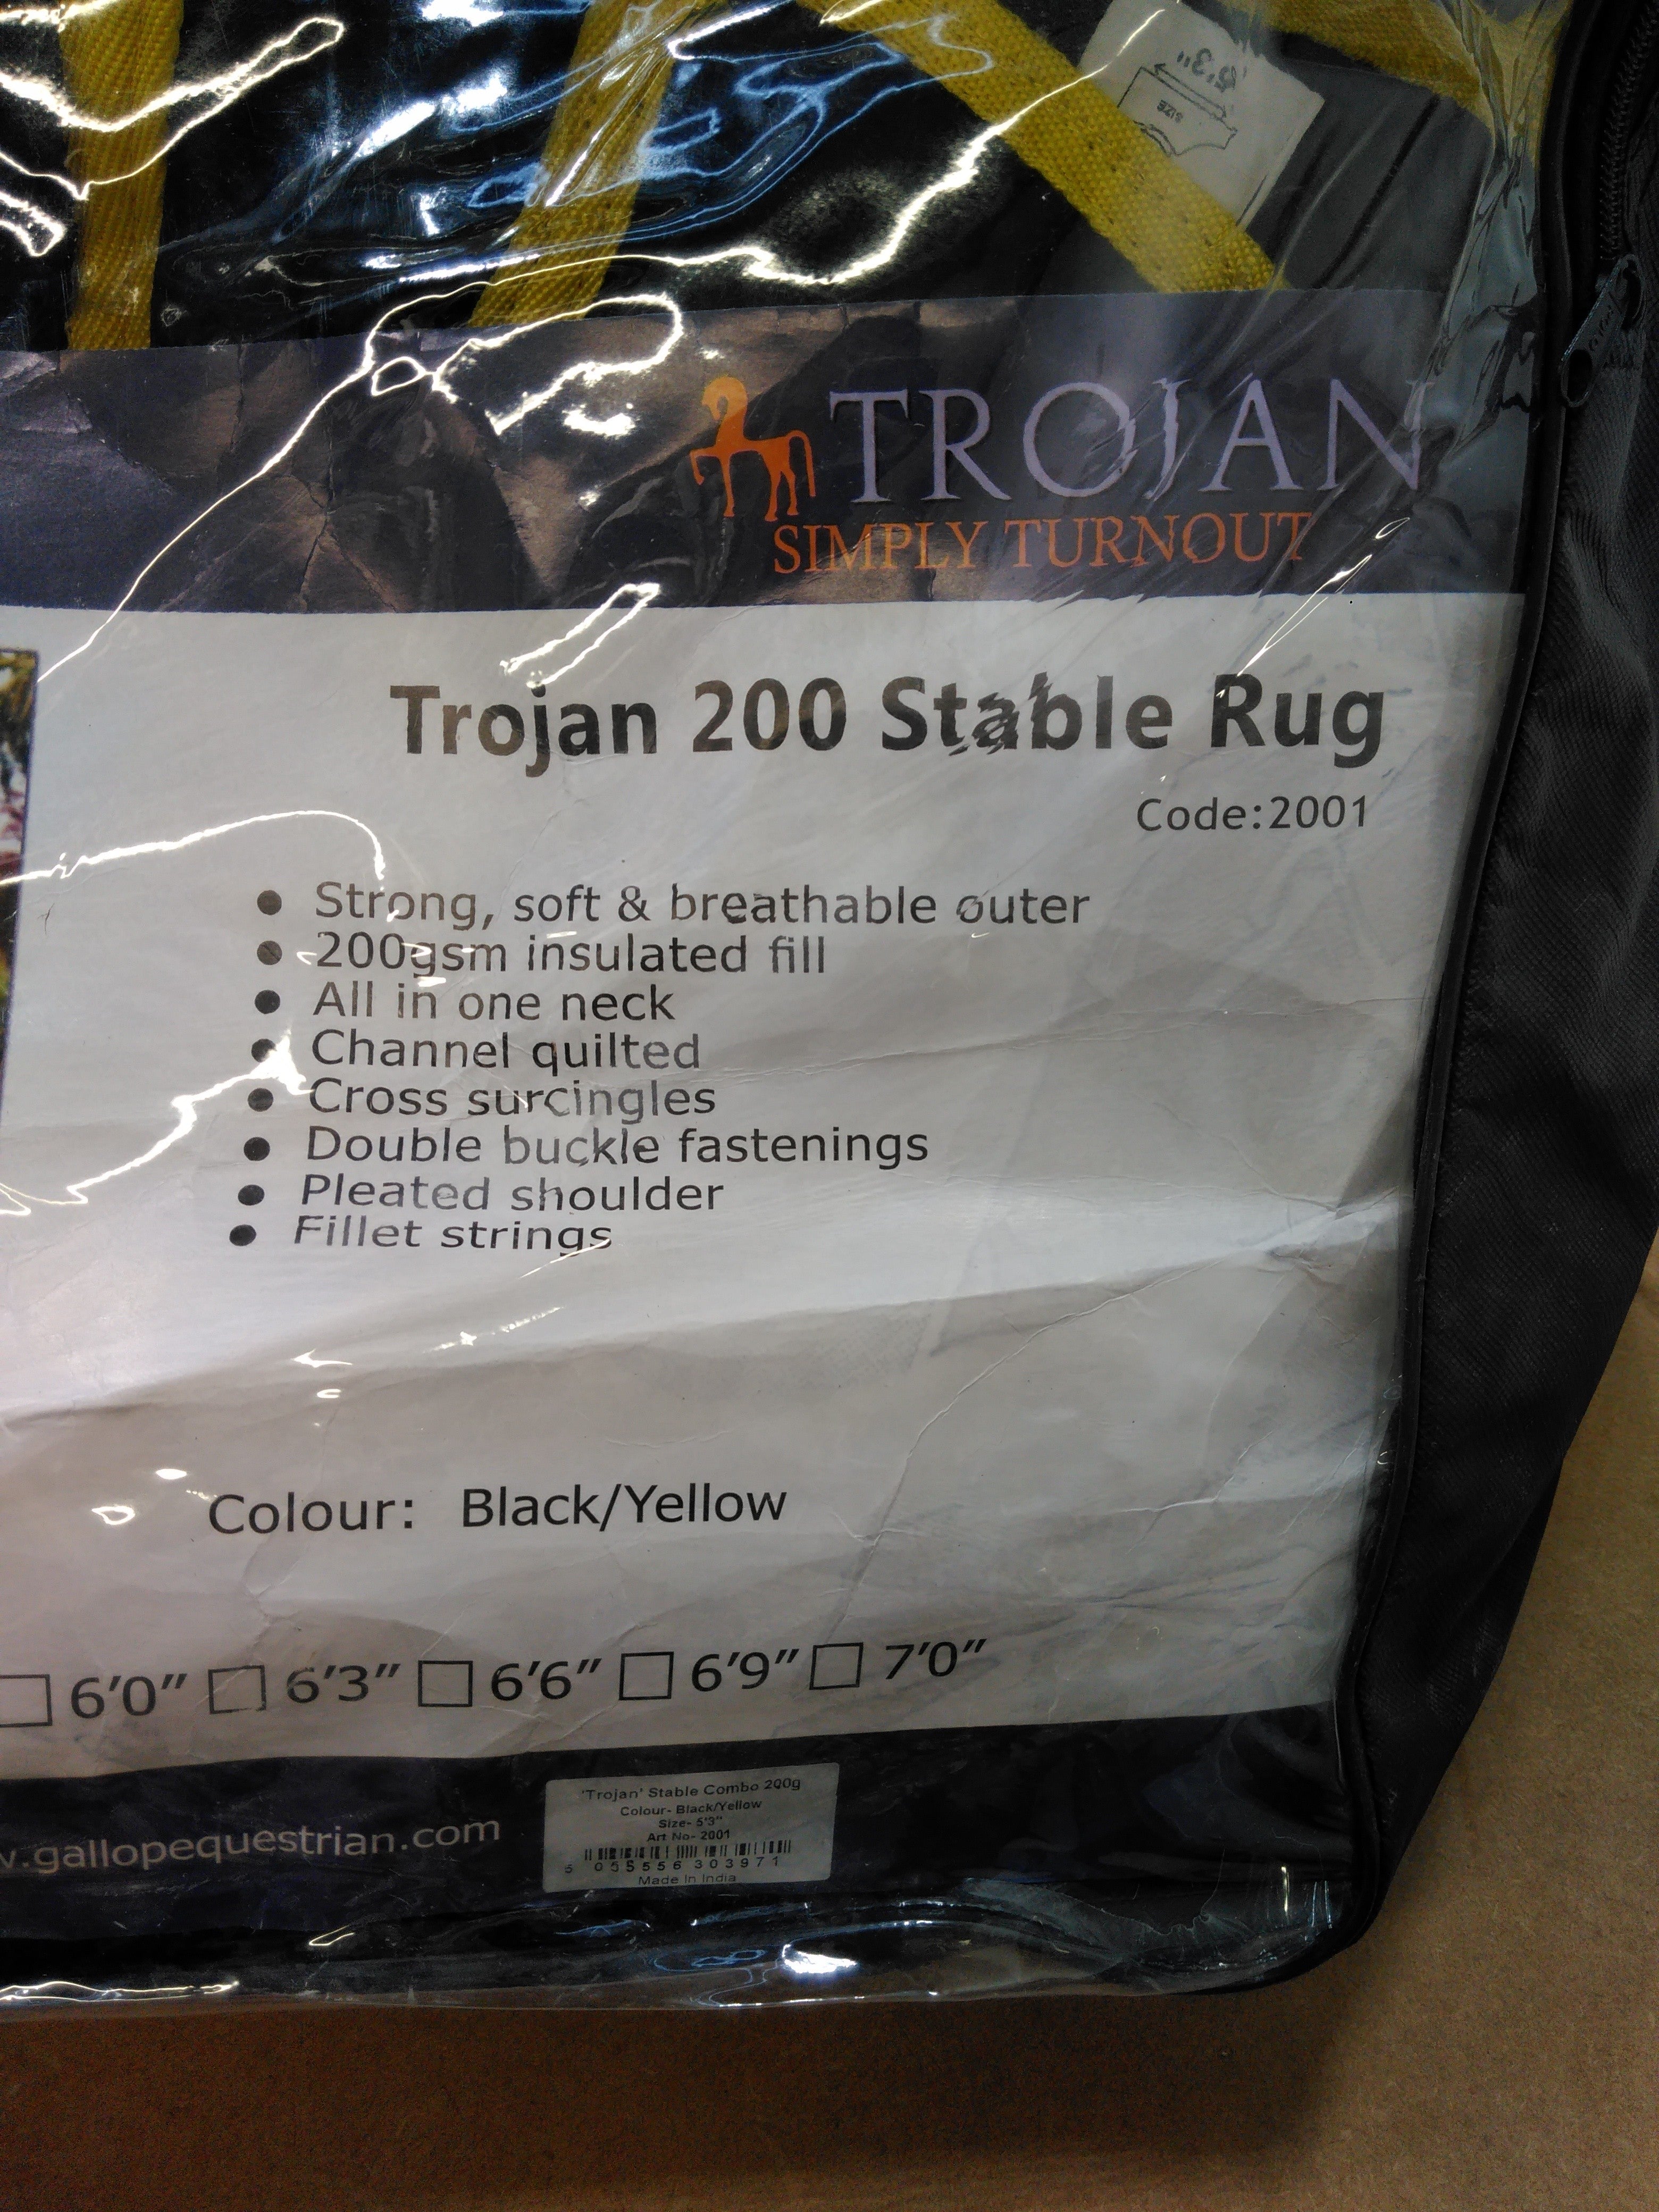 5'3"
SIZE
TROJAN
SIMPLY TURNOUT
Trojan 200 Stable Rug
Code:2001
● Strong, soft & breathable outer
● 200gsm insulated fill
● All in one neck
● Channel quilted
● Cross surcingles
● Double buckle fastenings
● Pleated shoulder
● Fillet strings
Colour: Black/Yellow
6'0" 6'3" 6'6" 6'9" 7'0"
.gallopequestrian.com
'Trojan' Stable Combo 200g
Colour- Black/Yellow
Size- 5'3"
Art No- 2001
5 055556 303971
Made In India